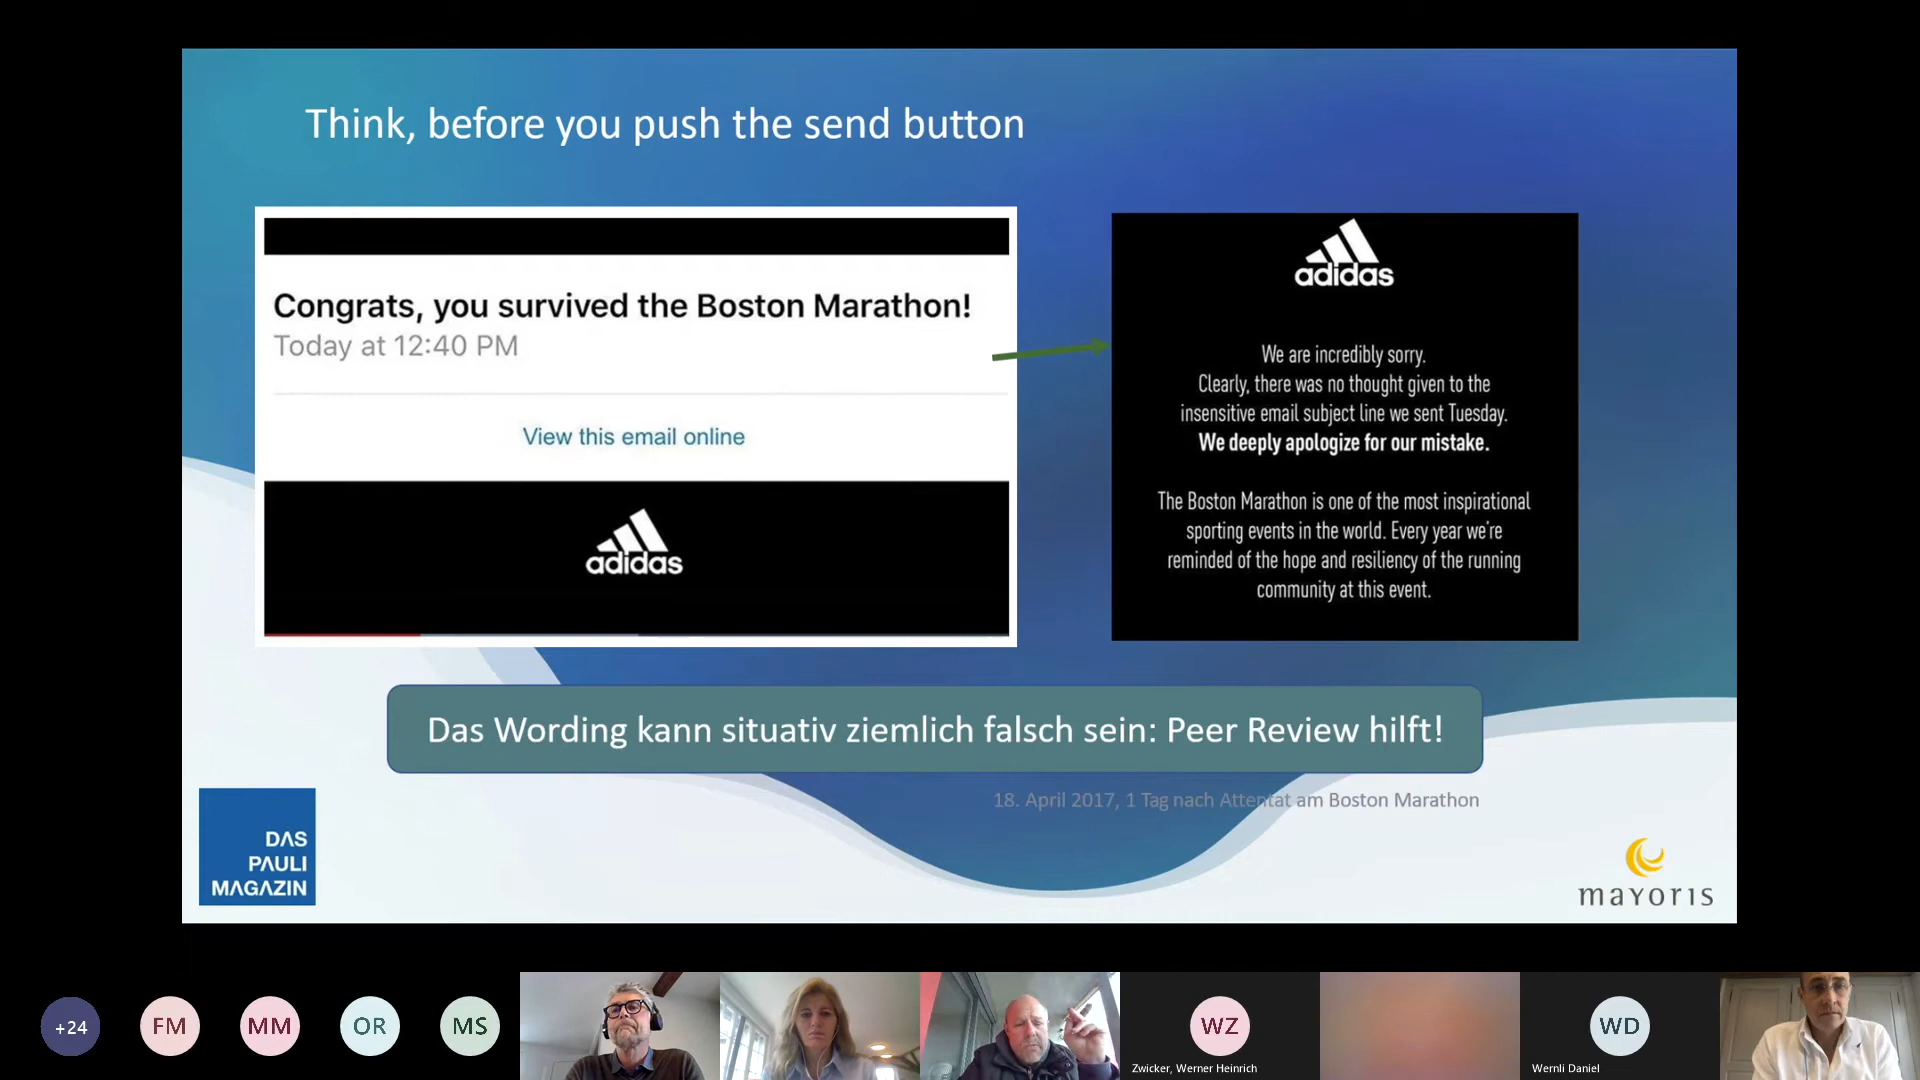 Think, before you push the send button
Congrats, you survived the Boston Marathon!
Today at 12:40 PM
View this email online
adidas
adidas
We are incredibly sorry.
Clearly, there was no thought given to the
insensitive email subject line we sent Tuesday.
We deeply apologize for our mistake.
The Boston Marathon is one of the most inspirational
sporting events in the world. Every year we're
reminded of the hope and resiliency of the running
community at this event.
Das Wording kann situativ ziemlich falsch sein: Peer Review hilft!
18. April 2017, 1 Tag nach Attentat am Boston Marathon
DAS
PAULI
MAGAZIN
mayoris
+24
FM
MM
OR
MS
WZ
Zwicker, Werner Heinrich
WD
Wernli Daniel